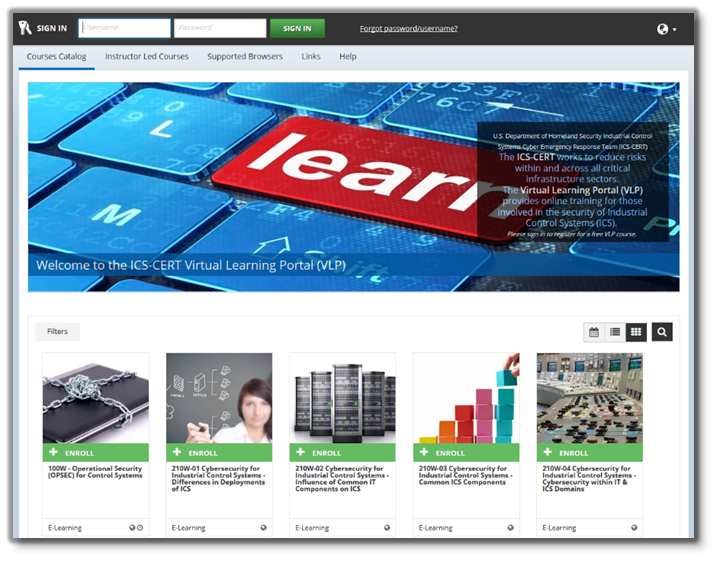 SIGN IN
Username
Password
SIGN IN
Forgot password/username?
Courses Catalog
Instructor Led Courses
Supported Browsers
Links
Help
L
learn
M
Shift
U.S. Department of Homeland Security Industrial Control
Systems Cyber Emergency Response Team (ICS-CERT)
The ICS-CERT works to reduce risks
within and across all critical
infrastructure sectors.
The Virtual Learning Portal (VLP)
provides online training for those
involved in the security of Industrial
Control Systems (ICS).
Please sign in to register for a free VLP course.
Welcome to the ICS-CERT Virtual Learning Portal (VLP)
Filters
ENROLL
100W - Operational Security
(OPSEC) for Control Systems
E-Learning
ENROLL
210W-01 Cybersecurity for
Industrial Control Systems -
Differences in Deployments
of ICS
E-Learning
ENROLL
210W-02 Cybersecurity for
Industrial Control Systems -
Influence of Common IT
Components on ICS
E-Learning
ENROLL
210W-03 Cybersecurity for
Industrial Control Systems -
Common ICS Components
E-Learning
ENROLL
210W-04 Cybersecurity for
Industrial Control Systems -
Cybersecurity within IT &
ICS Domains
E-Learning